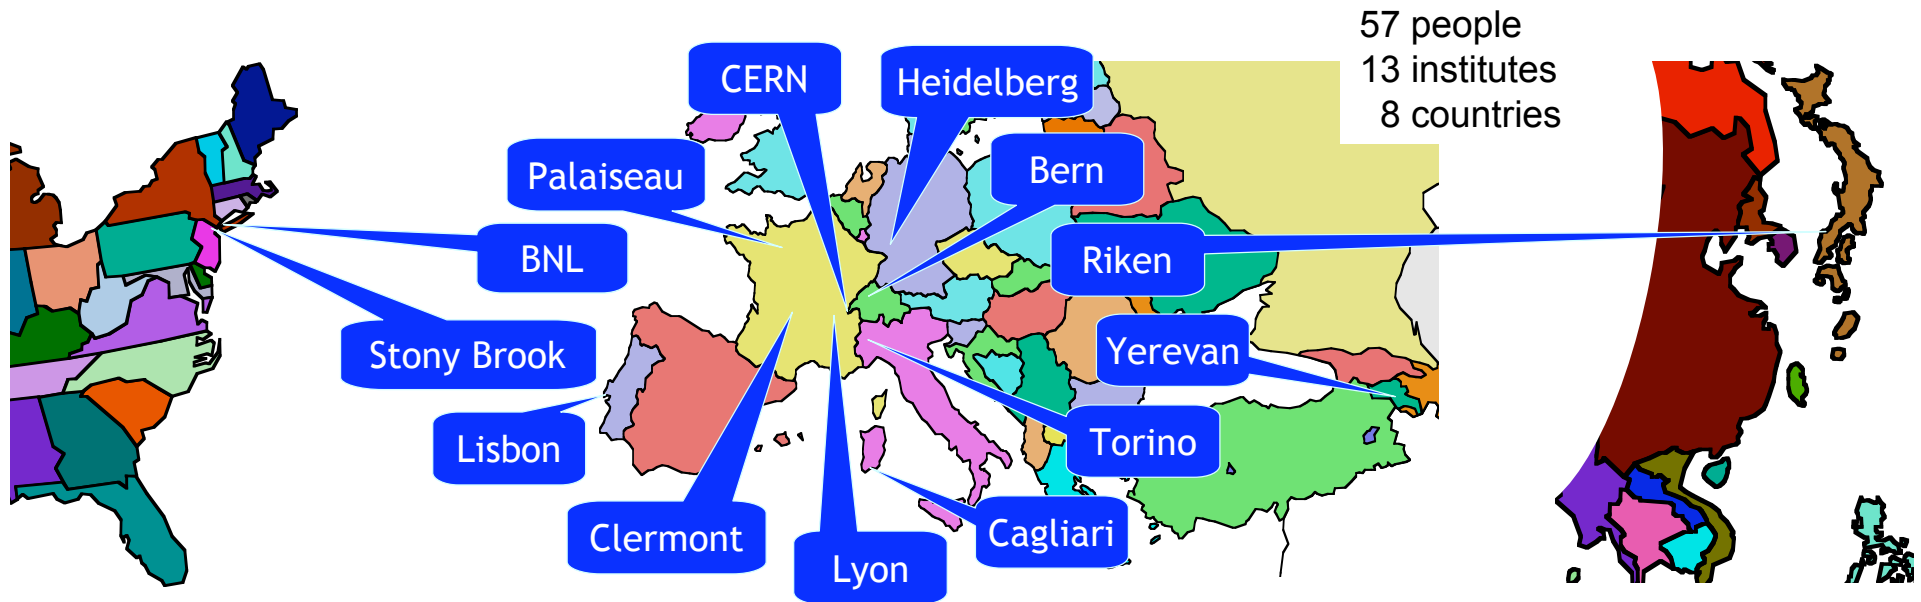 57 people
13 institutes
8 countries
CERN
Heidelberg
Palaiseau
Bern
BNL
Riken
Stony Brook
Yerevan
Lisbon
Torino
Clermont
Cagliari
Lyon